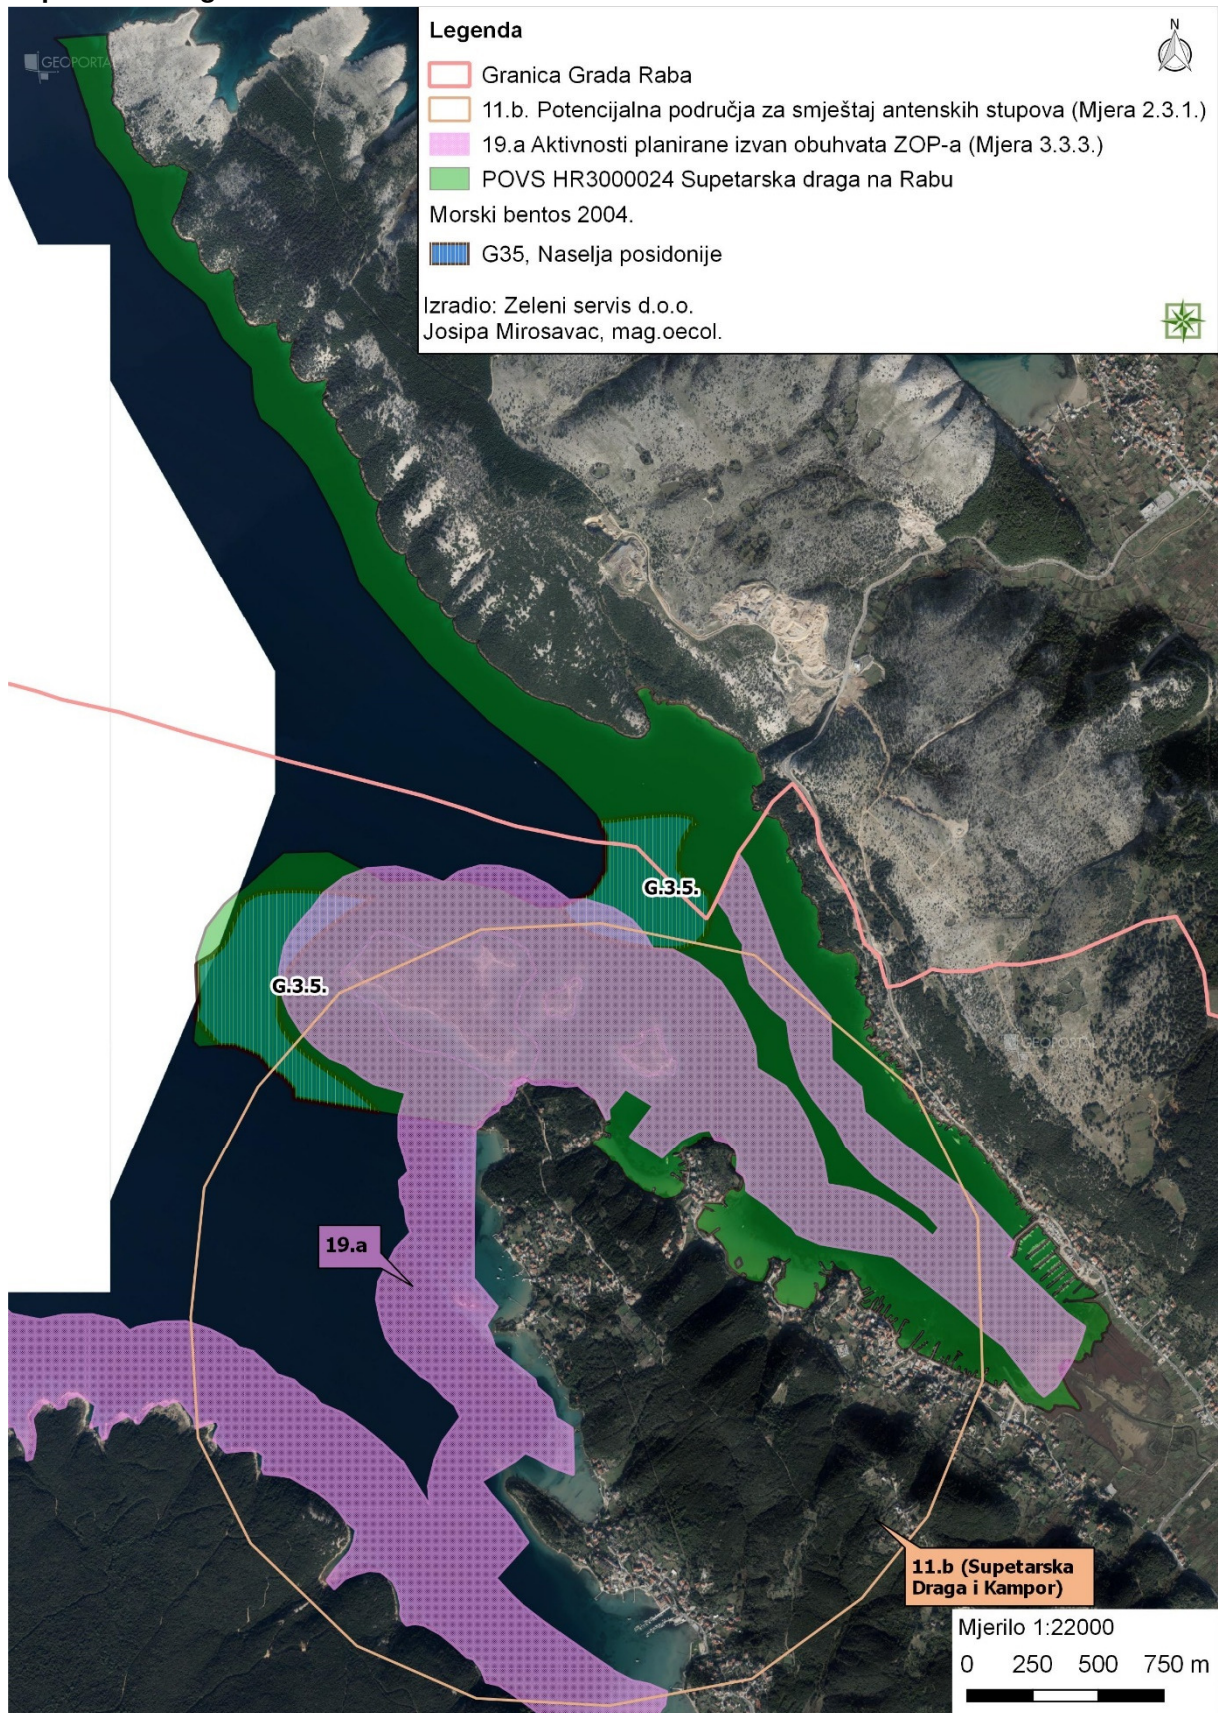 Legenda
N
Granica Grada Raba
11.b. Potencijalna područja za smještaj antenskih stupova (Mjera 2.3.1.)
19.a Aktivnosti planirane izvan obuhvata ZOP-a (Mjera 3.3.3.)
POVS HR3000024 Supetarska draga na Rabu
Morski bentos 2004.
G35, Naselja posidonije
Izradio: Zeleni servis d.o.o.
Josipa Mirosavac, mag.oecol.
G.3.5.
G.3.5.
19.a
11.b (Supetarska
Draga i Kampor)
Mjerilo 1:22000
0 250 500 750 m